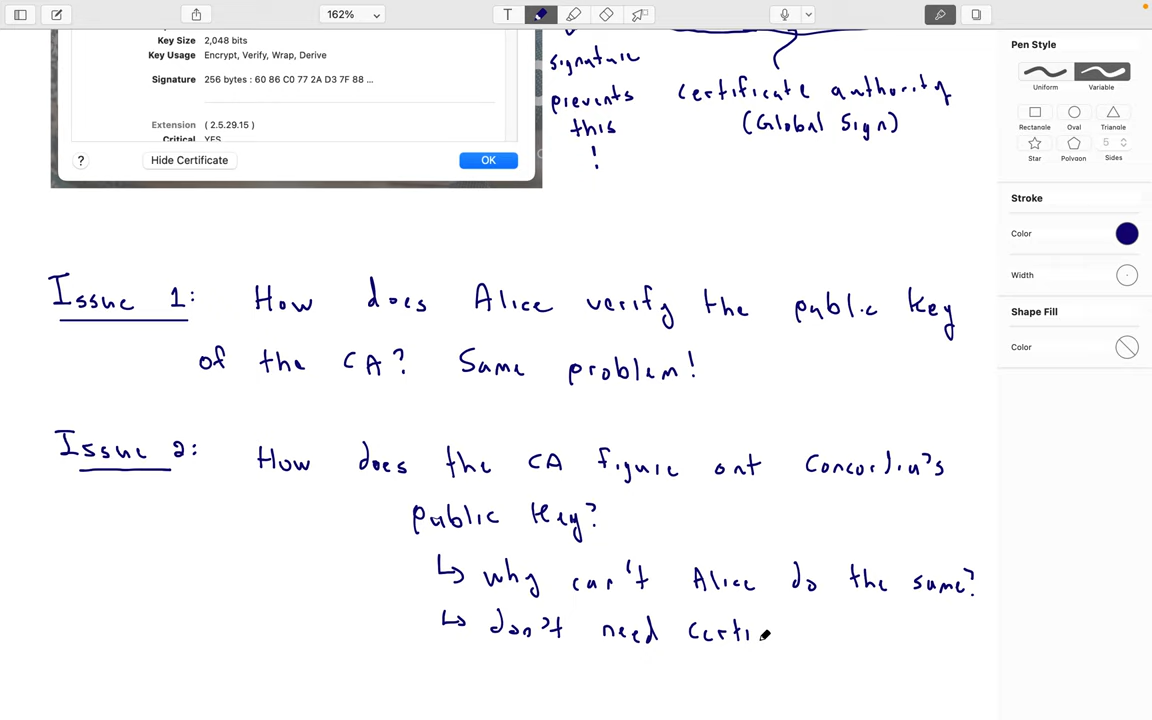 162%
T
Key Size 2,048 bits
Key Usage Encrypt, Verify, Wrap, Derive
Signature 256 bytes : 60 86 C0 77 2A D3 7F 88 ...
Extension ( 2.5.29.15 )
Critical YES
?
Hide Certificate
OK
signature
prevents
this
!
certificate authority
(Global Sign)
Issue 1: How does Alice verify the public key
of the CA? Same problem!
Issue 2: How does the CA figure out Concordia's
public key?
↳ why can't Alice do the same?
↳ don't need certi
Pen Style
Uniform Variable
Rectangle Oval Triangle
Star Polygon 5 Sides
Stroke
Color
Width
Shape Fill
Color